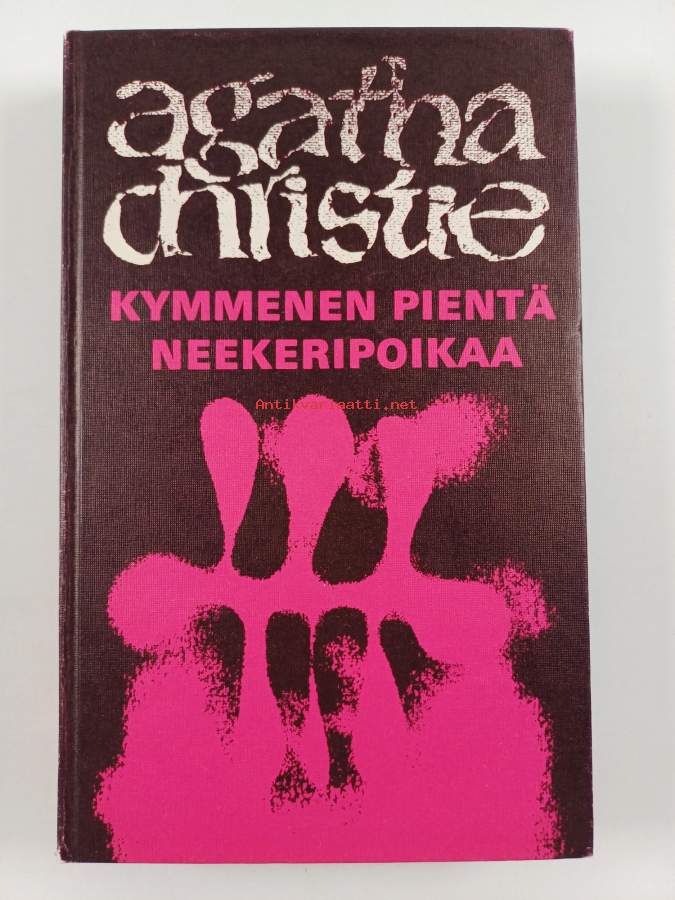 agatha
christie
KYMMENEN PIENTÄ
NEEKERIPOIKAA
Antikvariaatti.net